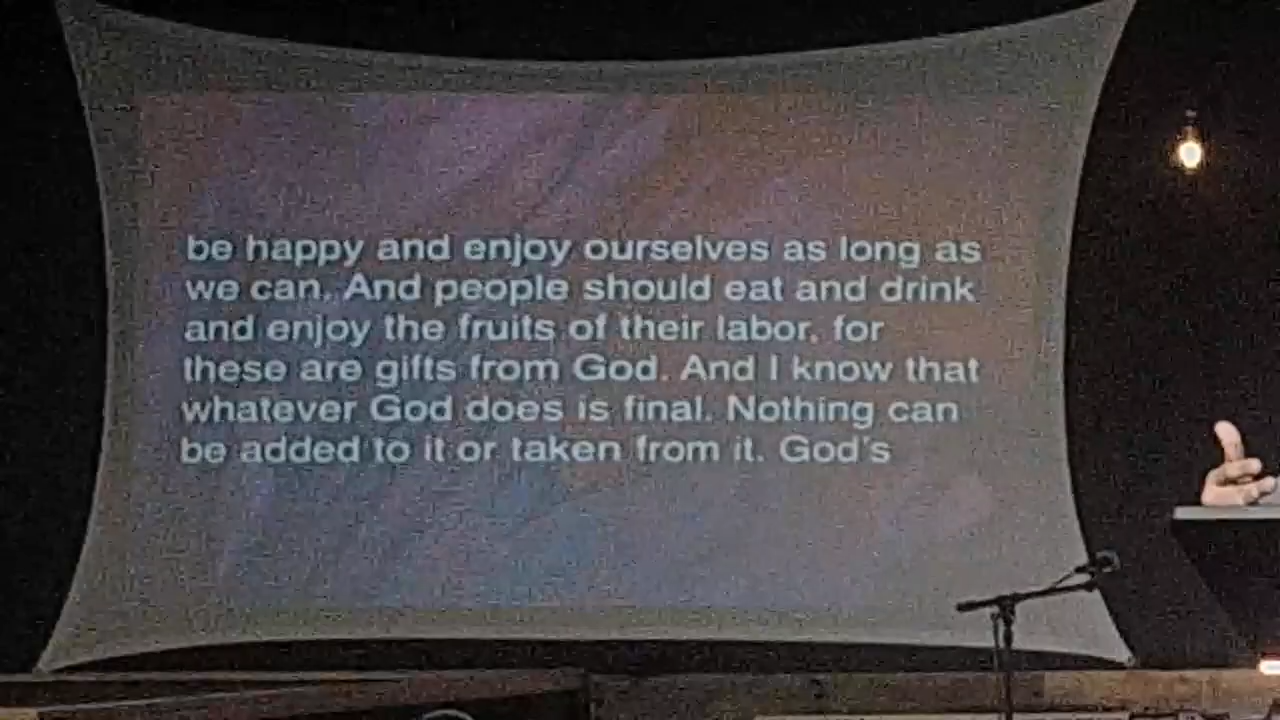 be happy and enjoy ourselves as long as
we can. And people should eat and drink
and enjoy the fruits of their labor, for
these are gifts from God. And I know that
whatever God does is final. Nothing can
be added to it or taken from it. God's